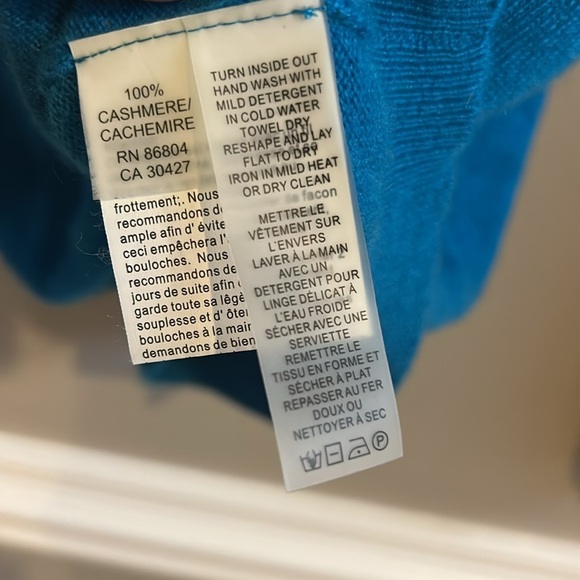 100%
CASHMERE/
CACHEMIRE
RN 86804
CA 30427
frottement;. Nous
recommandons de
ample afin d' évite
ceci empêchera l'
bouloches. Nous
recommandons de
jours de suite afin
garde toute sa légè
souplesse et d' ôter
bouloches à la main
demandons de bien
TURN INSIDE OUT
HAND WASH WITH
MILD DETERGENT
IN COLD WATER
TOWEL DRY
RESHAPE AND LAY
FLAT TO DRY
IRON IN MILD HEAT
OR DRY CLEAN
METTRE LE
VÊTEMENT SUR
L'ENVERS
LAVER À LA MAIN
AVEC UN
DETERGENT POUR
LINGE DÉLICAT À
L'EAU FROIDE
SÉCHER AVEC UNE
SERVIETTE
REMETTRE LE
TISSU EN FORME ET
SÉCHER À PLAT
REPASSER AU FER
DOUX OU
NETTOYER À SEC
P